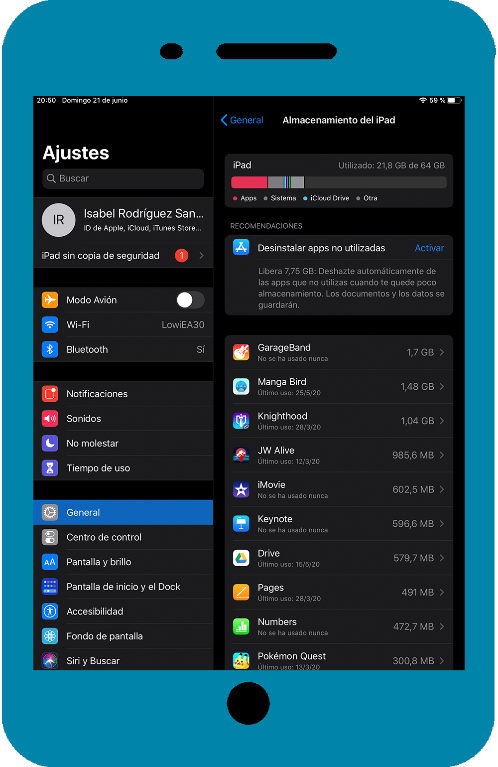 20:50 Domingo 21 de junio
59 %
Ajustes
Buscar
IR
Isabel Rodríguez San...
ID de Apple, iCloud, iTunes Store...
iPad sin copia de seguridad 1
Modo Avión
Wi-Fi LowiEA30
Bluetooth Sí
Notificaciones
Sonidos
No molestar
Tiempo de uso
General
Centro de control
AA Pantalla y brillo
Pantalla de inicio y el Dock
Accesibilidad
Fondo de pantalla
Siri y Buscar
General Almacenamiento del iPad
iPad Utilizado: 21,8 GB de 64 GB
Apps Sistema iCloud Drive Otra
RECOMENDACIONES
Desinstalar apps no utilizadas Activar
Libera 7,75 GB: Deshazte automáticamente de
las apps que no utilizas cuando te quede poco
almacenamiento. Los documentos y los datos se
guardarán.
GarageBand 1,7 GB
No se ha usado nunca
Manga Bird 1,48 GB
Último uso: 25/5/20
Knighthood 1,04 GB
Último uso: 28/3/20
JW Alive 985,6 MB
Último uso: 12/3/20
iMovie 602,5 MB
No se ha usado nunca
Keynote 596,6 MB
No se ha usado nunca
Drive 579,7 MB
Último uso: 15/5/20
Pages 491 MB
Último uso: 28/3/20
Numbers 472,7 MB
No se ha usado nunca
Pokémon Quest 300,8 MB
Último uso: 13/3/20